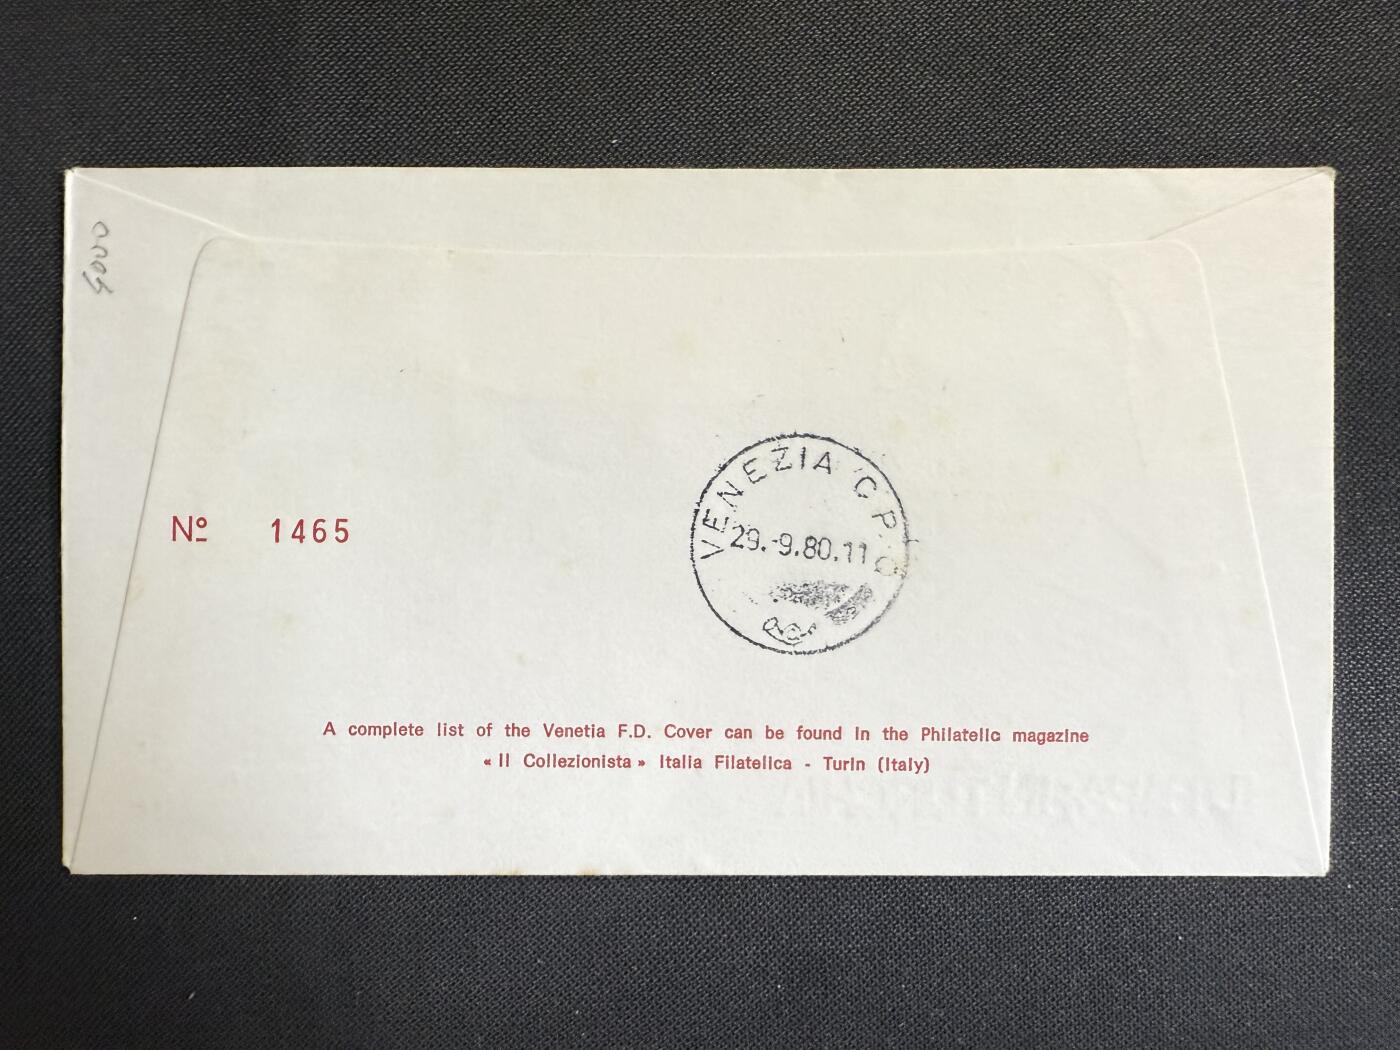 4000
VENEZIA C.P.
29.-9.80.11
Nº 1465
A complete list of the Venetia F.D. Cover can be found in the Philatelic magazine
« Il Collezionista » Italia Filatelica - Turin (Italy)